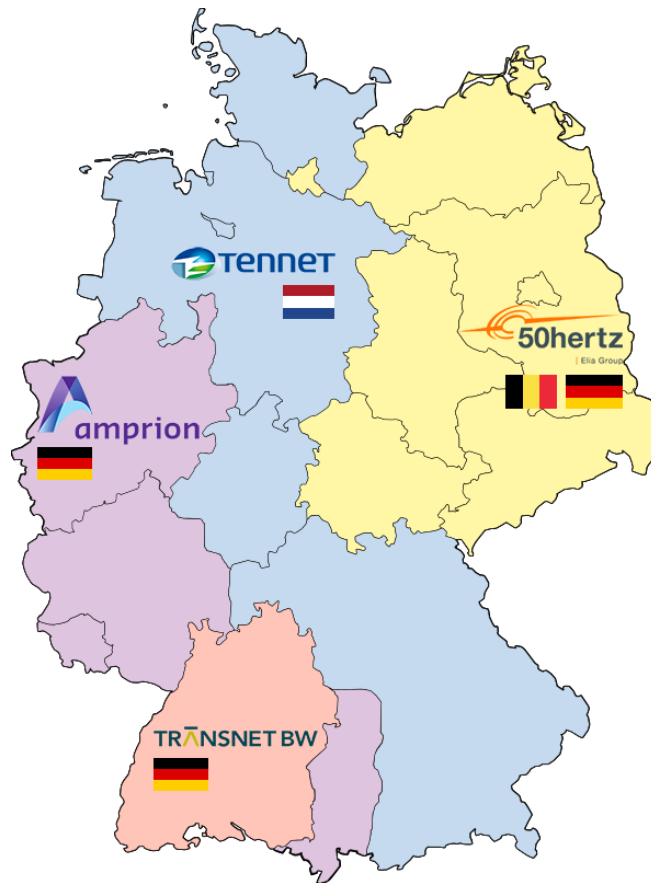 TENNET
50hertz
| Elia Group
amprion
TRANSNET BW